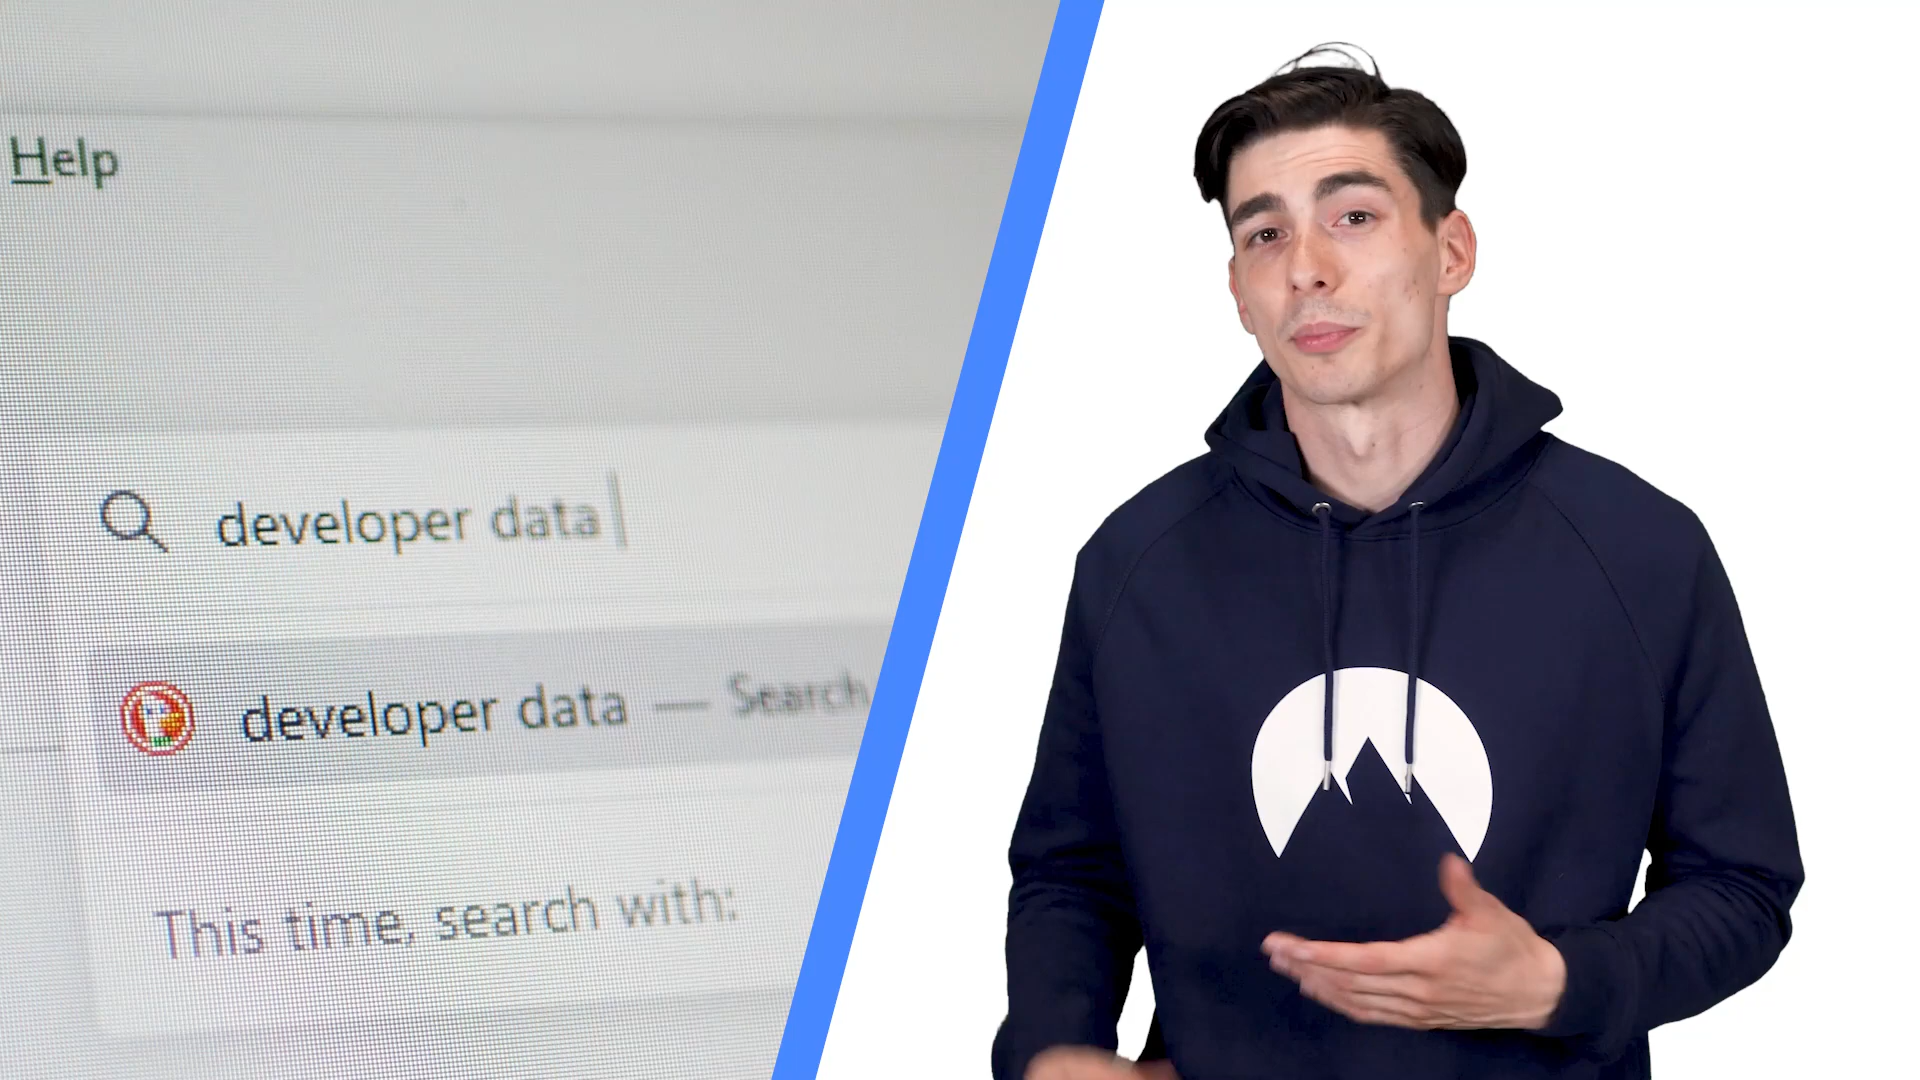 Help
developer data
developer data — Search
This time, search with: